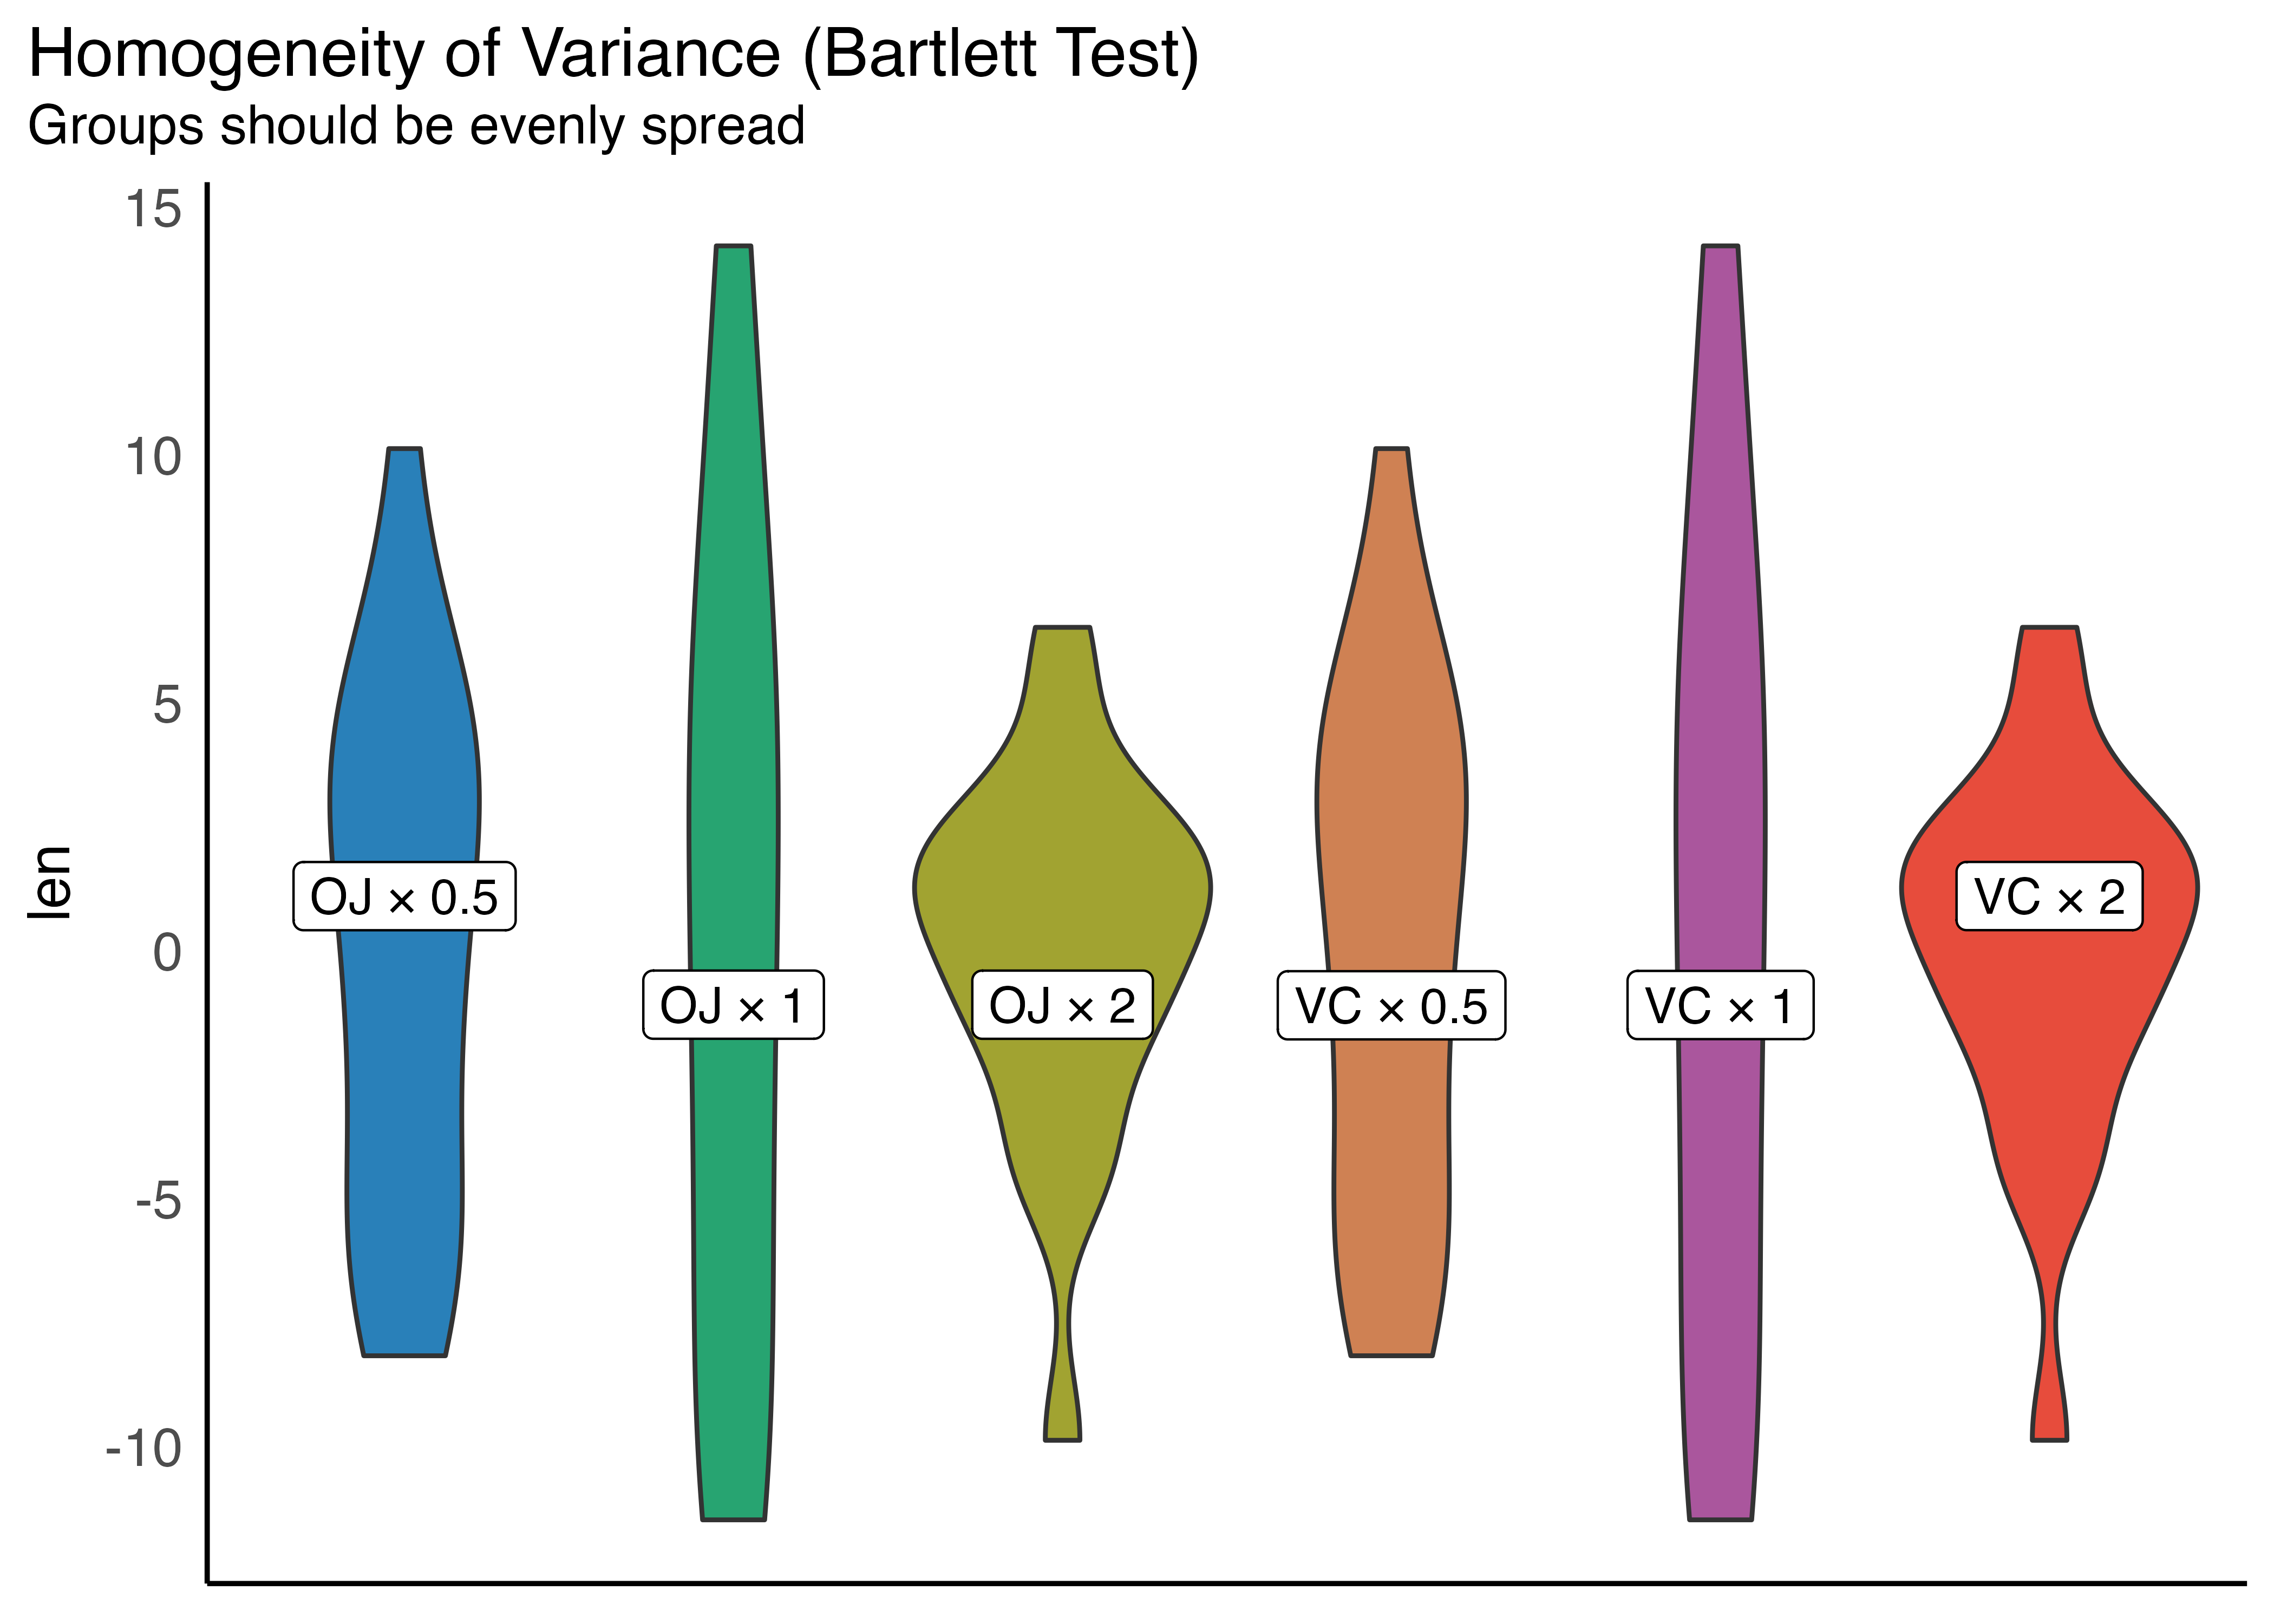 Homogeneity of Variance (Bartlett Test)
Groups should be evenly spread
15
10
5
0
-5
-10
len
OJ × 0.5
OJ × 1
OJ × 2
VC × 0.5
VC × 1
VC × 2